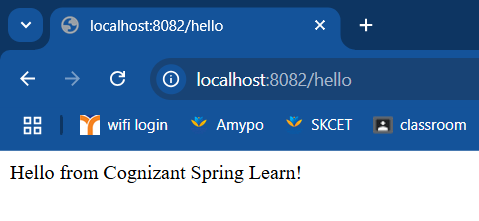 localhost:8082/hello
localhost:8082/hello
wifi login Amypo SKCET classroom
Hello from Cognizant Spring Learn!